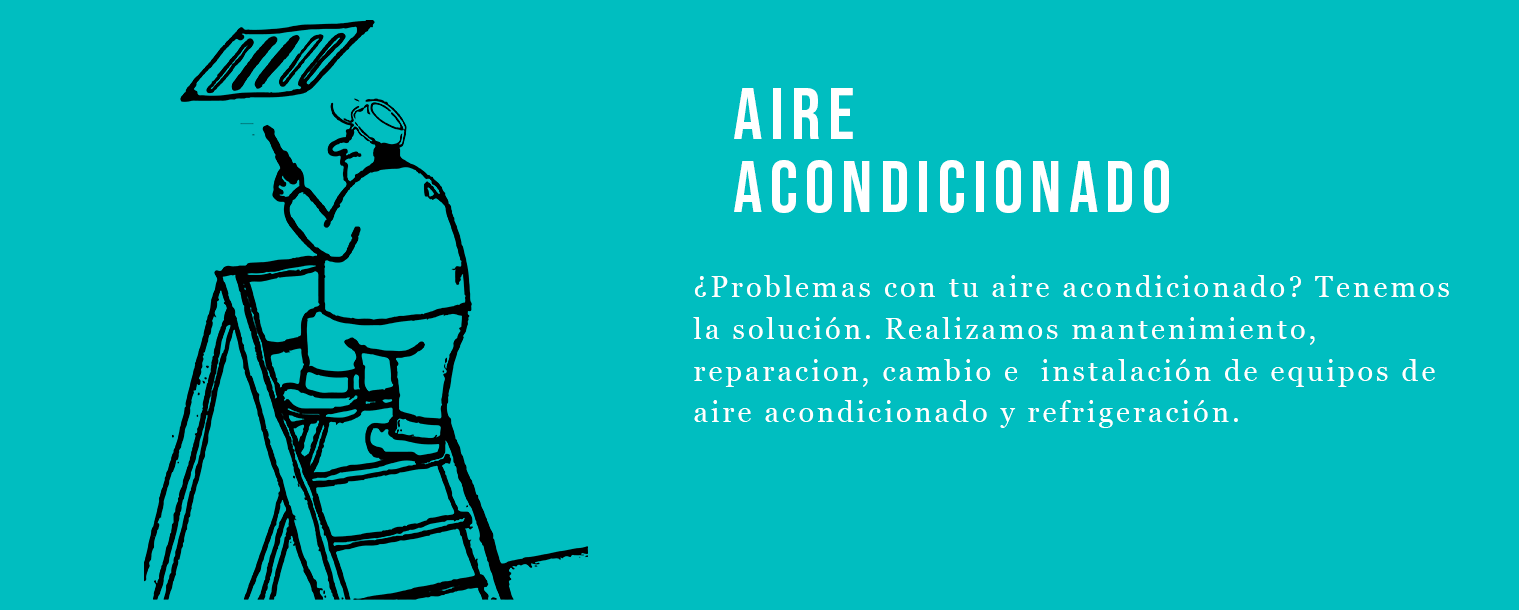 AIRE
ACONDICIONADO
¿Problemas con tu aire acondicionado? Tenemos
la solución. Realizamos mantenimiento,
reparacion, cambio e  instalación de equipos de
aire acondicionado y refrigeración.